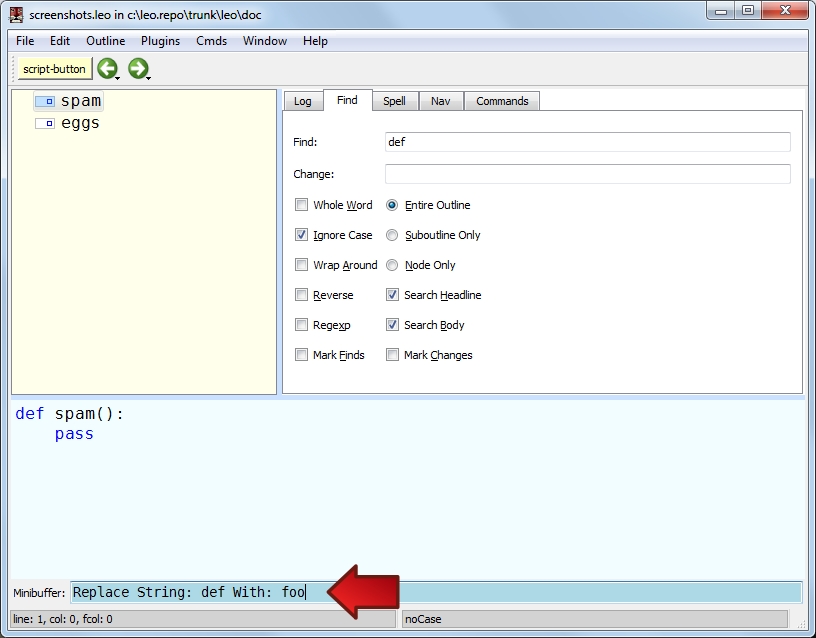 screenshots.leo in c:\leo.repo\trunk\leo\doc
File Edit Outline Plugins Cmds Window Help
script-button
spam
eggs
Log Find Spell Nav Commands
Find: def
Change:
Whole Word Entire Outline
Ignore Case Suboutline Only
Wrap Around Node Only
Reverse Search Headline
Regexp Search Body
Mark Finds Mark Changes
def spam():
    pass
Minibuffer: Replace String: def With: foo
line: 1, col: 0, fcol: 0 noCase